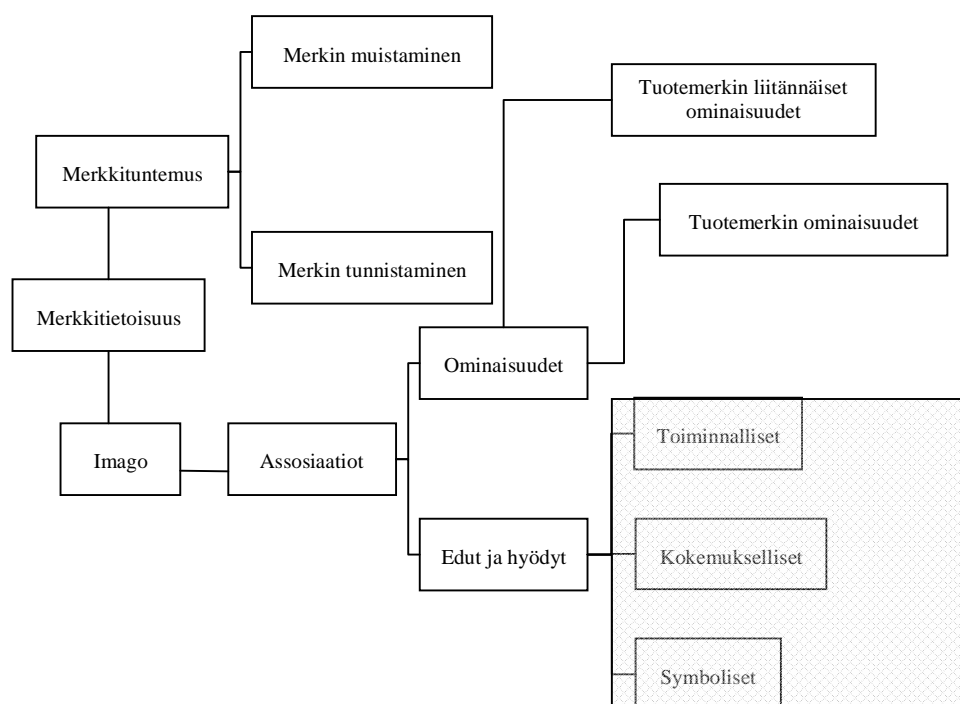 Merkin muistaminen
Tuotemerkin liitännäiset
ominaisuudet
Merkkituntemus
Tuotemerkin ominaisuudet
Merkin tunnistaminen
Merkkitietoisuus
Ominaisuudet
Toiminnalliset
Imago
Assosiaatiot
Edut ja hyödyt
Kokemukselliset
Symboliset